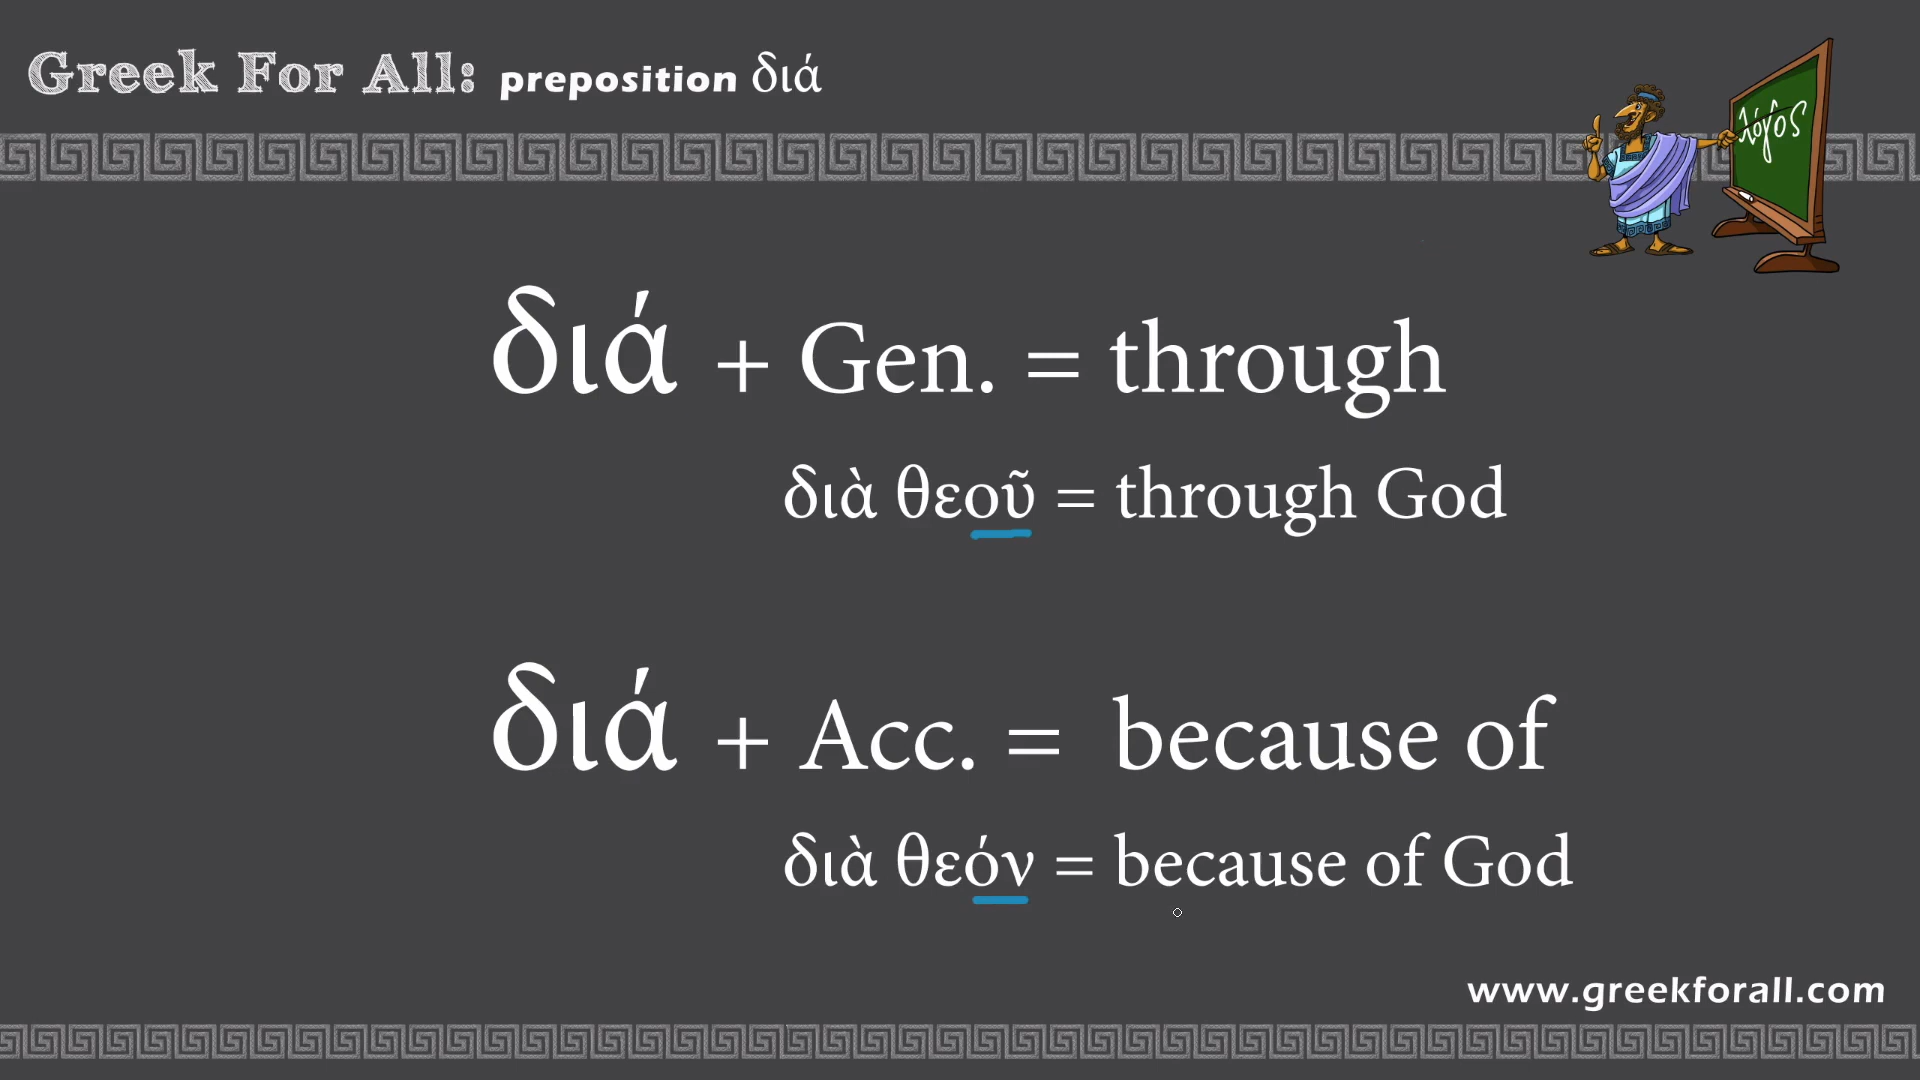 Greek For All: preposition διά
λόγος
διά + Gen. = through
διὰ θεοῦ = through God
διά + Acc. = because of
διὰ θεόν = because of God
www.greekforall.com